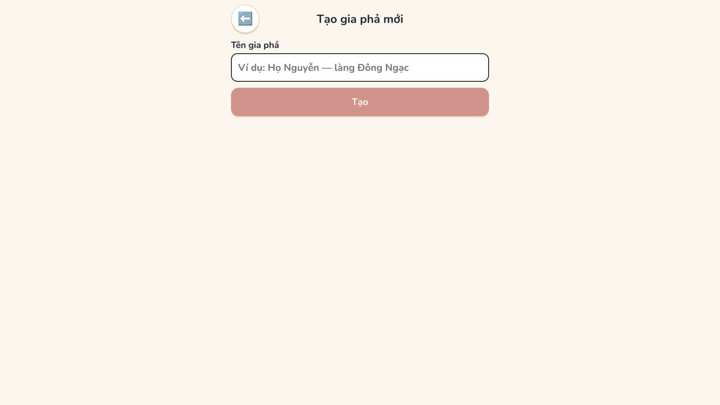 Tạo gia phả mới
Tên gia phả
Ví dụ: Họ Nguyễn — làng Đông Ngạc
Tạo